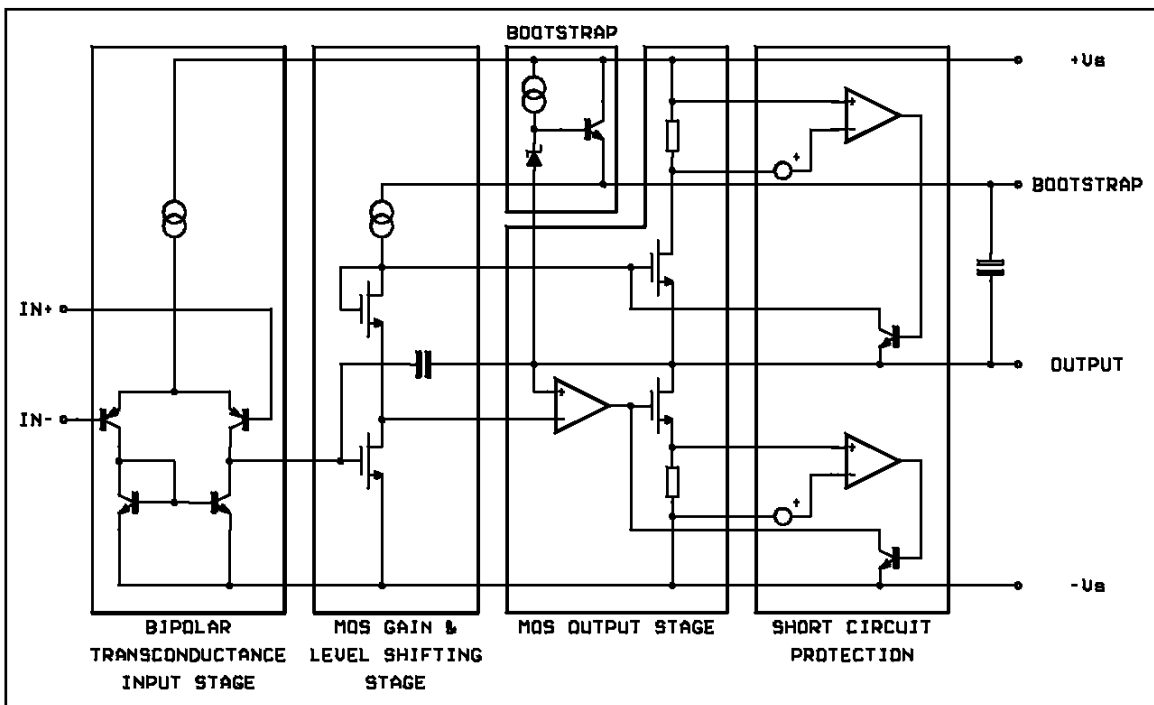 BOOTSTRAP
+Vs
BOOTSTRAP
IN+
OUTPUT
IN-
-Vs
BIPOLAR
TRANSCONDUCTANCE
INPUT STAGE
MOS GAIN &
LEVEL SHIFTING
STAGE
MOS OUTPUT STAGE
SHORT CIRCUIT
PROTECTION
+
-
+
+
-
+
-
+